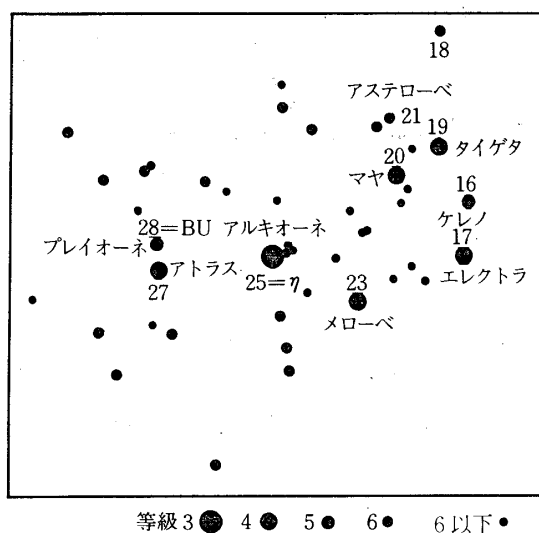 18
アステローベ
21
19
タイゲタ
20
マヤ
16
ケレノ
28=BU
アルキオーネ
プレイオーネ
17
アトラス
エレクトラ
27
25=η
23
メローベ
等級3 4 5 6 6以下